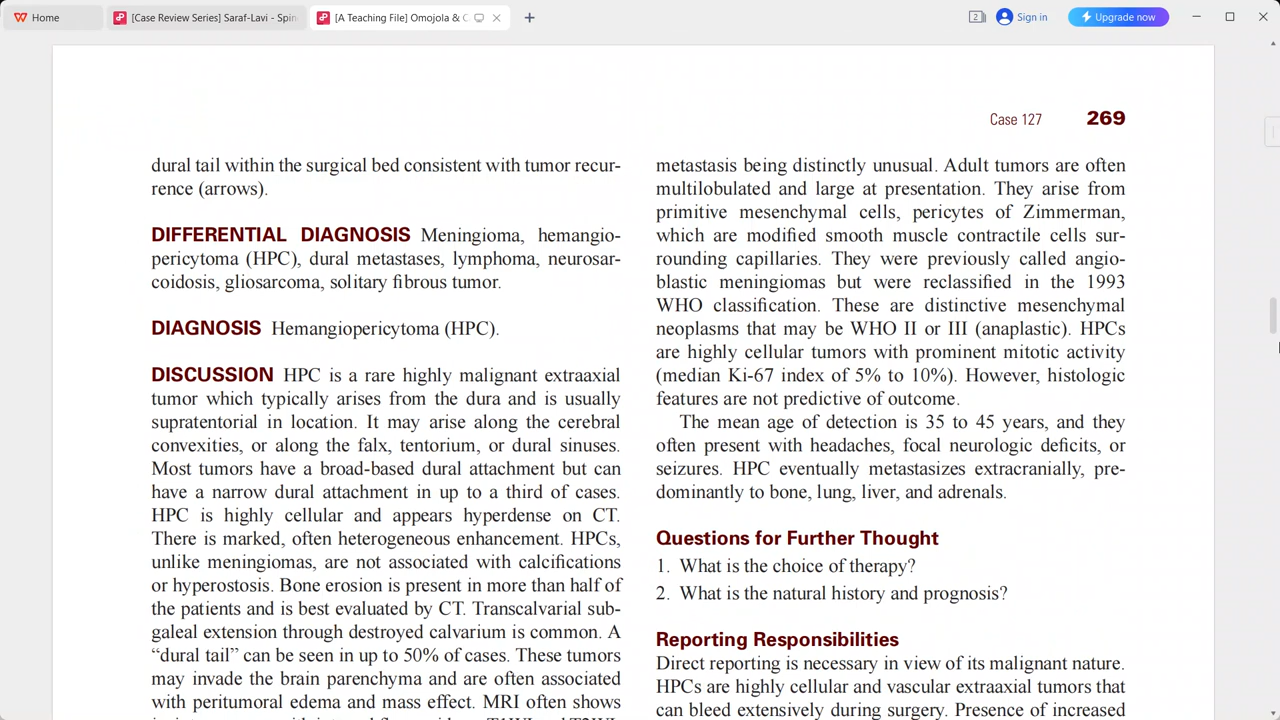 Home
[Case Review Series] Saraf-Lavi - Spin
[A Teaching File] Omojola & C
2
Sign in
Upgrade now
Case 127 269
dural tail within the surgical bed consistent with tumor recur-
rence (arrows).
DIFFERENTIAL DIAGNOSIS Meningioma, hemangio-
pericytoma (HPC), dural metastases, lymphoma, neurosar-
coidosis, gliosarcoma, solitary fibrous tumor.
DIAGNOSIS Hemangiopericytoma (HPC).
DISCUSSION HPC is a rare highly malignant extraaxial
tumor which typically arises from the dura and is usually
supratentorial in location. It may arise along the cerebral
convexities, or along the falx, tentorium, or dural sinuses.
Most tumors have a broad-based dural attachment but can
have a narrow dural attachment in up to a third of cases.
HPC is highly cellular and appears hyperdense on CT.
There is marked, often heterogeneous enhancement. HPCs,
unlike meningiomas, are not associated with calcifications
or hyperostosis. Bone erosion is present in more than half of
the patients and is best evaluated by CT. Transcalvarial sub-
galeal extension through destroyed calvarium is common. A
“dural tail” can be seen in up to 50% of cases. These tumors
may invade the brain parenchyma and are often associated
with peritumoral edema and mass effect. MRI often shows
metastasis being distinctly unusual. Adult tumors are often
multilobulated and large at presentation. They arise from
primitive mesenchymal cells, pericytes of Zimmerman,
which are modified smooth muscle contractile cells sur-
rounding capillaries. They were previously called angio-
blastic meningiomas but were reclassified in the 1993
WHO classification. These are distinctive mesenchymal
neoplasms that may be WHO II or III (anaplastic). HPCs
are highly cellular tumors with prominent mitotic activity
(median Ki-67 index of 5% to 10%). However, histologic
features are not predictive of outcome.
The mean age of detection is 35 to 45 years, and they
often present with headaches, focal neurologic deficits, or
seizures. HPC eventually metastasizes extracranially, pre-
dominantly to bone, lung, liver, and adrenals.
Questions for Further Thought
1. What is the choice of therapy?
2. What is the natural history and prognosis?
Reporting Responsibilities
Direct reporting is necessary in view of its malignant nature.
HPCs are highly cellular and vascular extraaxial tumors that
can bleed extensively during surgery. Presence of increased